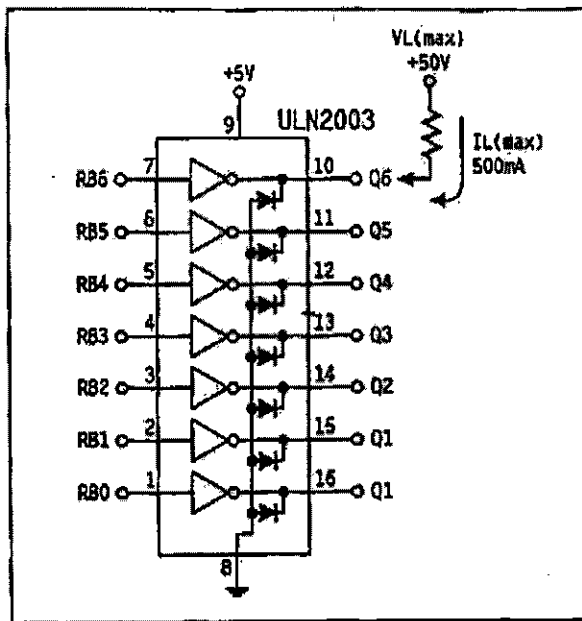 VL(max)
+50V
+5V
9
ULN2003
IL(max)
500mA
RB6 7 10 Q6
RB5 6 11 Q5
RB4 5 12 Q4
RB3 4 13 Q3
RB2 3 14 Q2
RB1 2 15 Q1
RB0 1 16 Q1
8